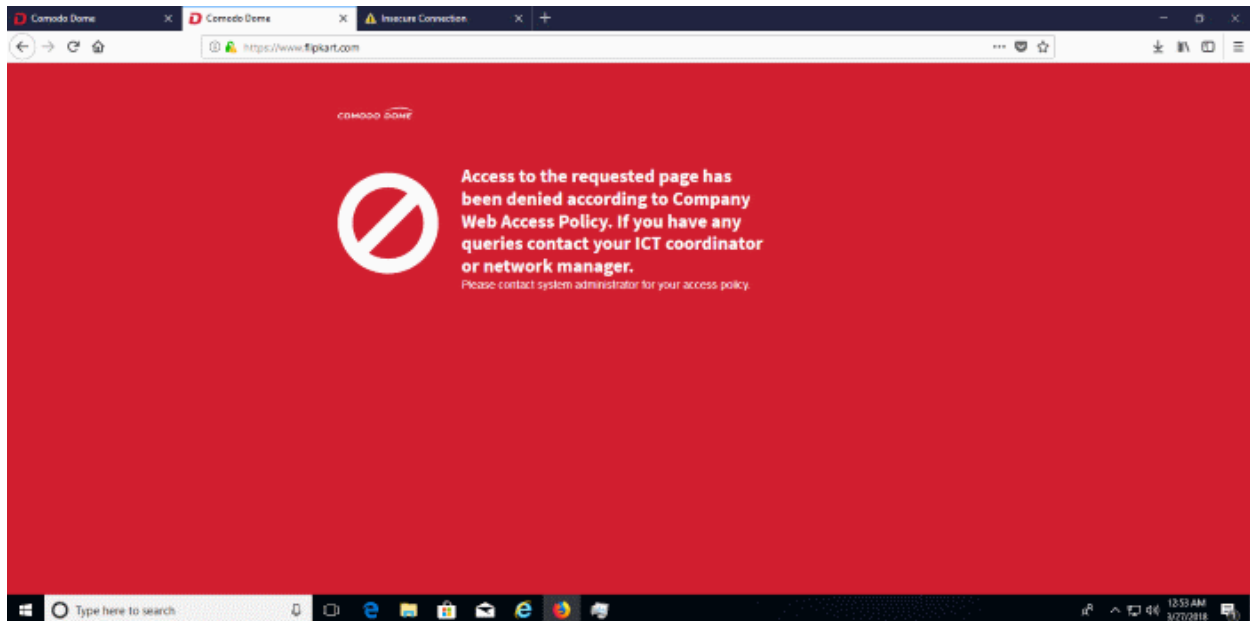 Comodo Dome
Comodo Dome
Insecure Connection
https://www.flipkart.com
COMODO DOME
Access to the requested page has
been denied according to Company
Web Access Policy. If you have any
queries contact your ICT coordinator
or network manager.
Please contact system administrator for your access policy.
Type here to search
12:53 AM
3/27/2018